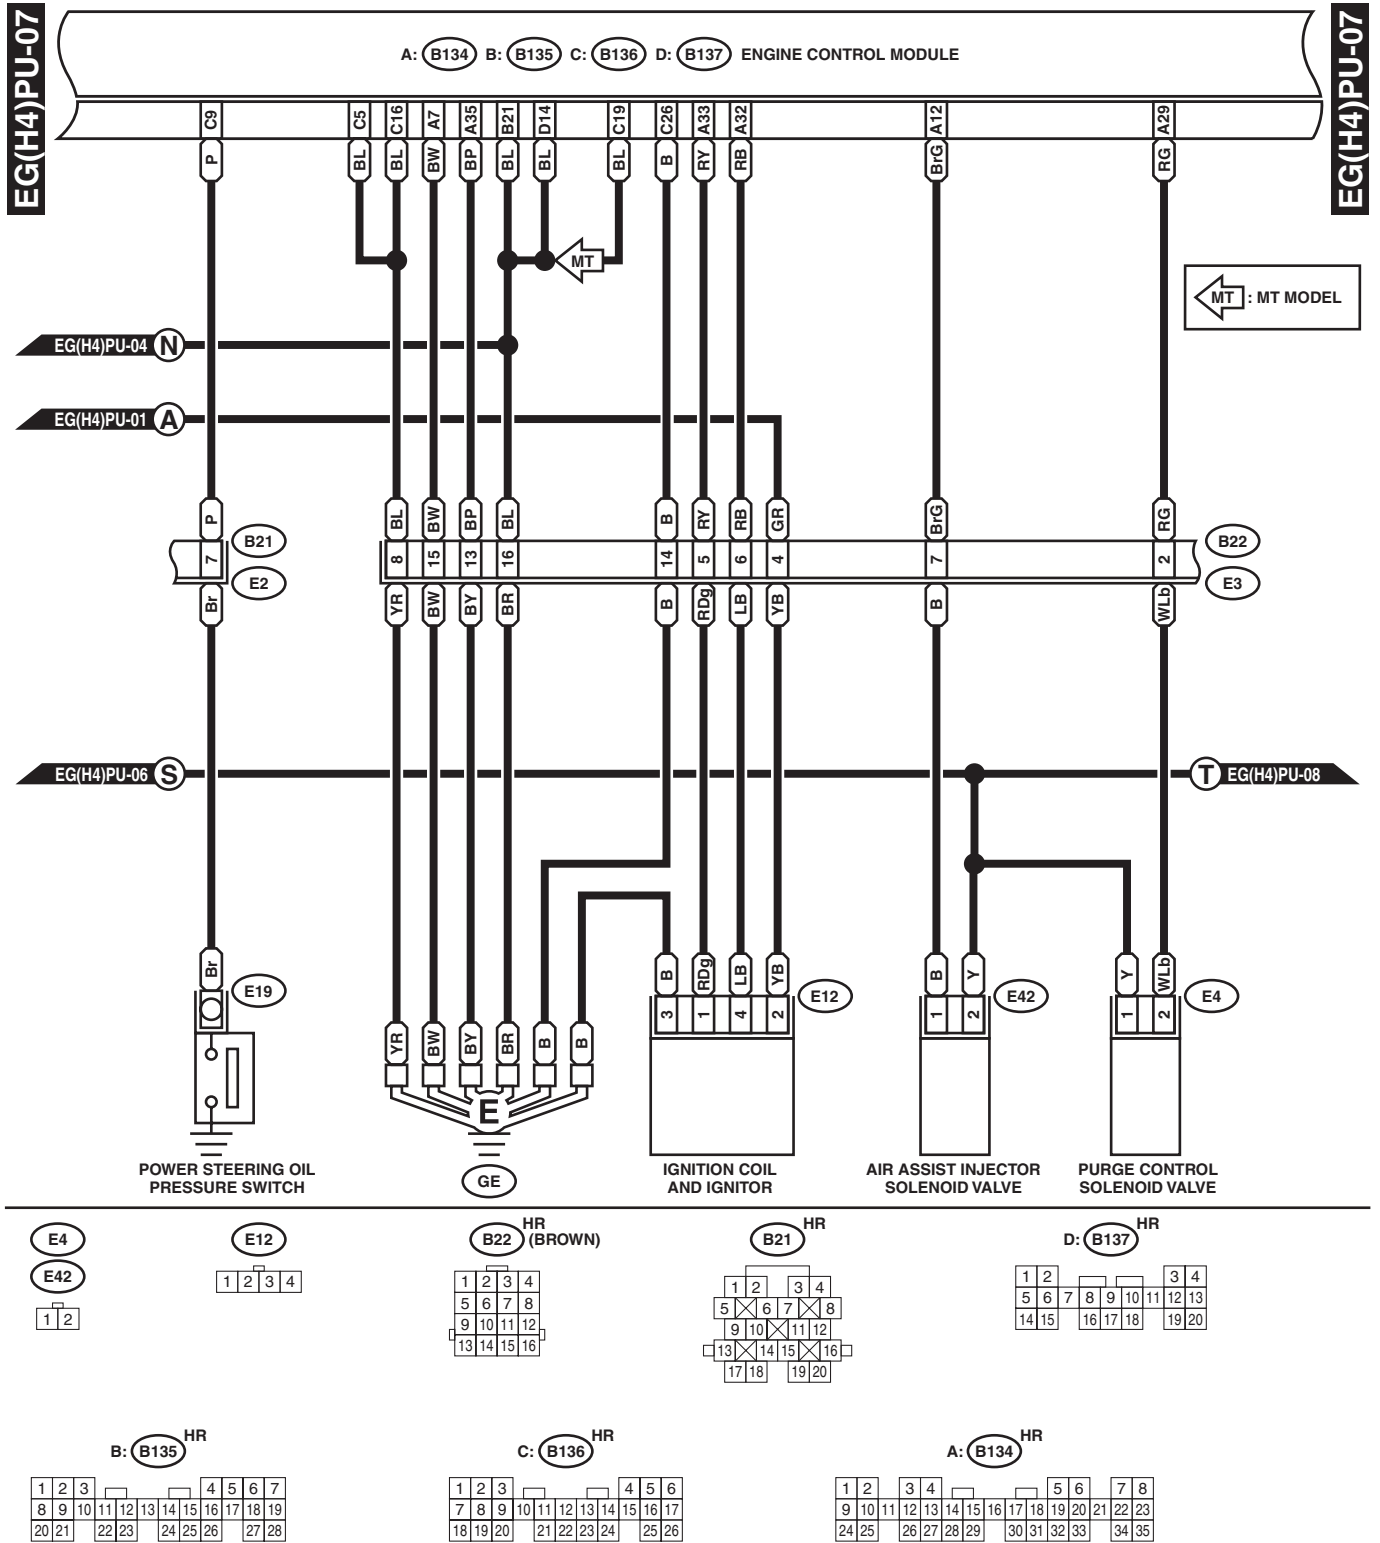 EG(H4)PU-07
EG(H4)PU-07
A: B134 B: B135 C: B136 D: B137 ENGINE CONTROL MODULE
C9 C5 C16 A7 A35 B21 D14 C19 C26 A33 A32 A12 A29
P BL BL BW BP BL BL BL B RY RB BrG RG
MT
MT : MT MODEL
EG(H4)PU-04 N
EG(H4)PU-01 A
P BL BW BP BL B RY RB GR BrG RG
B21 B22
7 8 15 13 16 14 5 6 4 7 2
E2 E3
Br YR BW BY BR B RDg LB YB B WLb
EG(H4)PU-06 S T EG(H4)PU-08
Br B RDg LB YB B Y Y WLb
E19 E12 E42 E4
3 1 4 2 1 2 1 2
YR BW BY BR B B
E
GE
POWER STEERING OIL
PRESSURE SWITCH
IGNITION COIL
AND IGNITOR
AIR ASSIST INJECTOR
SOLENOID VALVE
PURGE CONTROL
SOLENOID VALVE
E4
E42
1 2
E12
1 2 3 4
B22 HR (BROWN)
1 2 3 4
5 6 7 8
9 10 11 12
13 14 15 16
B21 HR
1 2 3 4
5 6 7 8
9 10 11 12
13 14 15 16
17 18 19 20
D: B137 HR
1 2 3 4
5 6 7 8 9 10 11 12 13
14 15 16 17 18 19 20
B: B135 HR
1 2 3 4 5 6 7
8 9 10 11 12 13 14 15 16 17 18 19
20 21 22 23 24 25 26 27 28
C: B136 HR
1 2 3 4 5 6
7 8 9 10 11 12 13 14 15 16 17
18 19 20 21 22 23 24 25 26
A: B134 HR
1 2 3 4 5 6 7 8
9 10 11 12 13 14 15 16 17 18 19 20 21 22 23
24 25 26 27 28 29 30 31 32 33 34 35